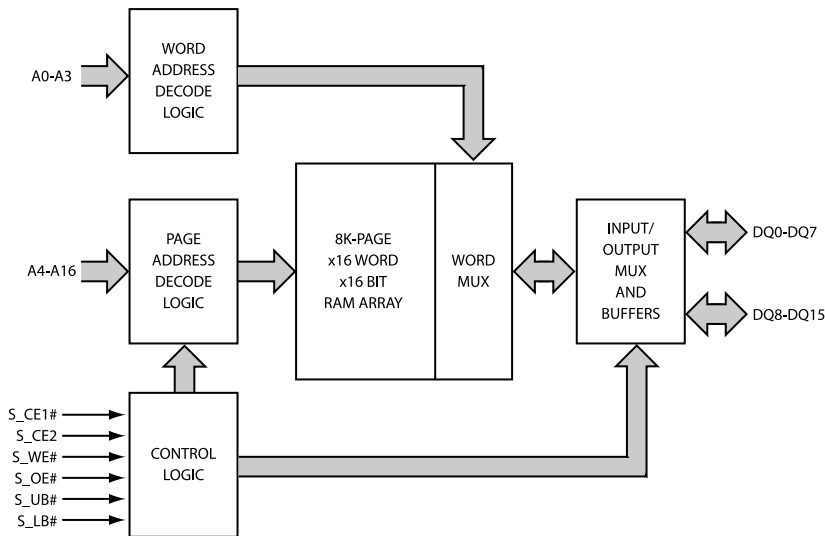 A0-A3
WORD
ADDRESS
DECODE
LOGIC
A4-A16
PAGE
ADDRESS
DECODE
LOGIC
8K-PAGE
x16 WORD
x16 BIT
RAM ARRAY
WORD
MUX
INPUT/
OUTPUT
MUX
AND
BUFFERS
DQ0-DQ7
DQ8-DQ15
S_CE1#
S_CE2
S_WE#
S_OE#
S_UB#
S_LB#
CONTROL
LOGIC